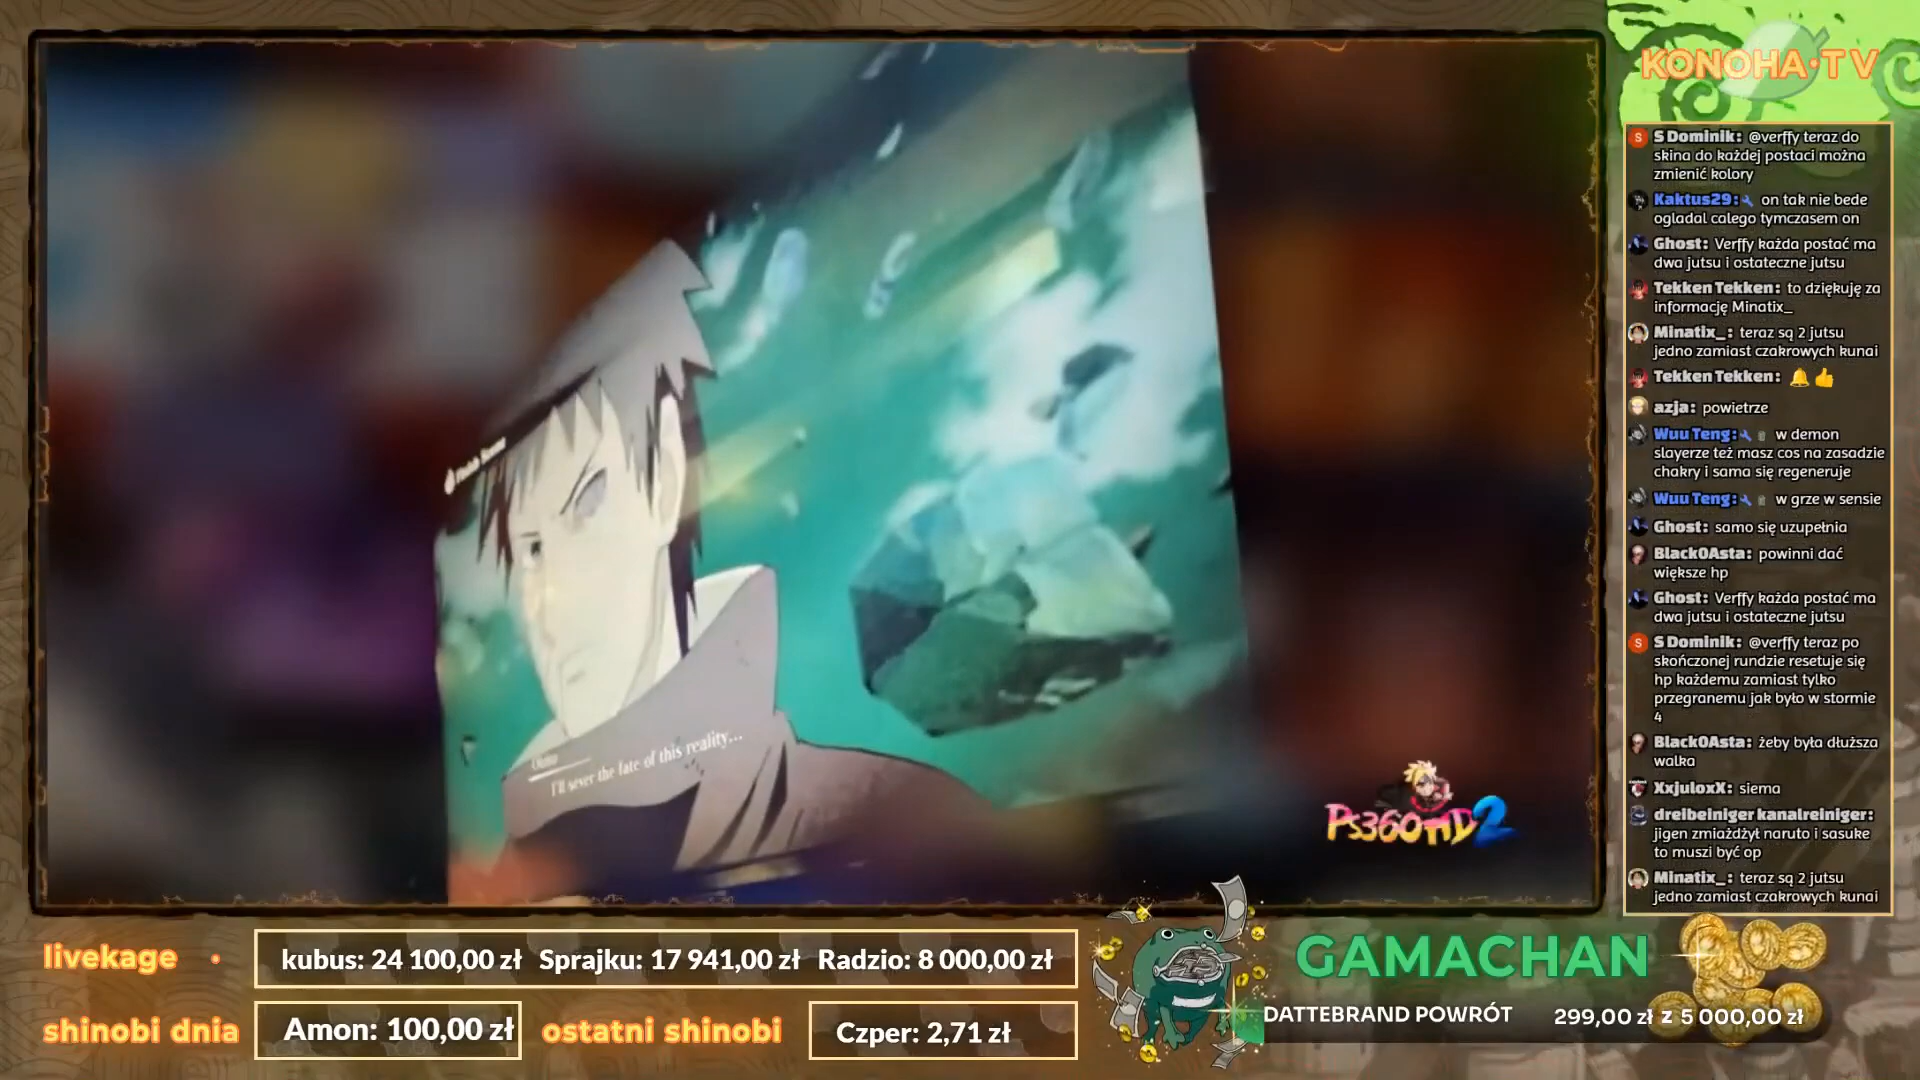 KONOHA·TV
S Dominik: @verffy teraz do
skina do każdej postaci można
zmienić kolory
Kaktus29: on tak nie bede
ogladal calego tymczasem on
Ghost: Verffy każda postać ma
dwa jutsu i ostateczne jutsu
Tekken Tekken: to dziękuję za
informację Minatix_
Minatix_: teraz są 2 jutsu
jedno zamiast czakrowych kunai
Tekken Tekken: 🔔👍
azja: powietrze
Wuu Teng: w demon
slayerze też masz cos na zasadzie
chakry i sama się regeneruje
Wuu Teng: w grze w sensie
Ghost: samo się uzupełnia
Black0Asta: powinni dać
większe hp
Ghost: Verffy każda postać ma
dwa jutsu i ostateczne jutsu
S Dominik: @verffy teraz po
skończonej rundzie resetuje się
hp każdemu zamiast tylko
przegranemu jak było w stormie
4
Black0Asta: żeby była dłuższa
walka
XxjuloxX: siema
dreibeiniger kanalreiniger:
jigen zmiażdżył naruto i sasuke
to muszi być op
Minatix_: teraz są 2 jutsu
jedno zamiast czakrowych kunai
I'll sever the fate of this reality...
Ps360HD2
livekage •
kubus: 24 100,00 zł Sprajku: 17 941,00 zł Radzio: 8 000,00 zł
shinobi dnia
Amon: 100,00 zł
ostatni shinobi
Czper: 2,71 zł
GAMACHAN
DATTEBRAND POWRÓT 299,00 zł z 5 000,00 zł